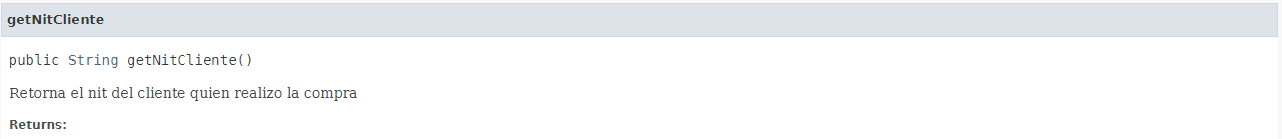 getNitCliente
public String getNitCliente()
Retorna el nit del cliente quien realizo la compra
Returns: